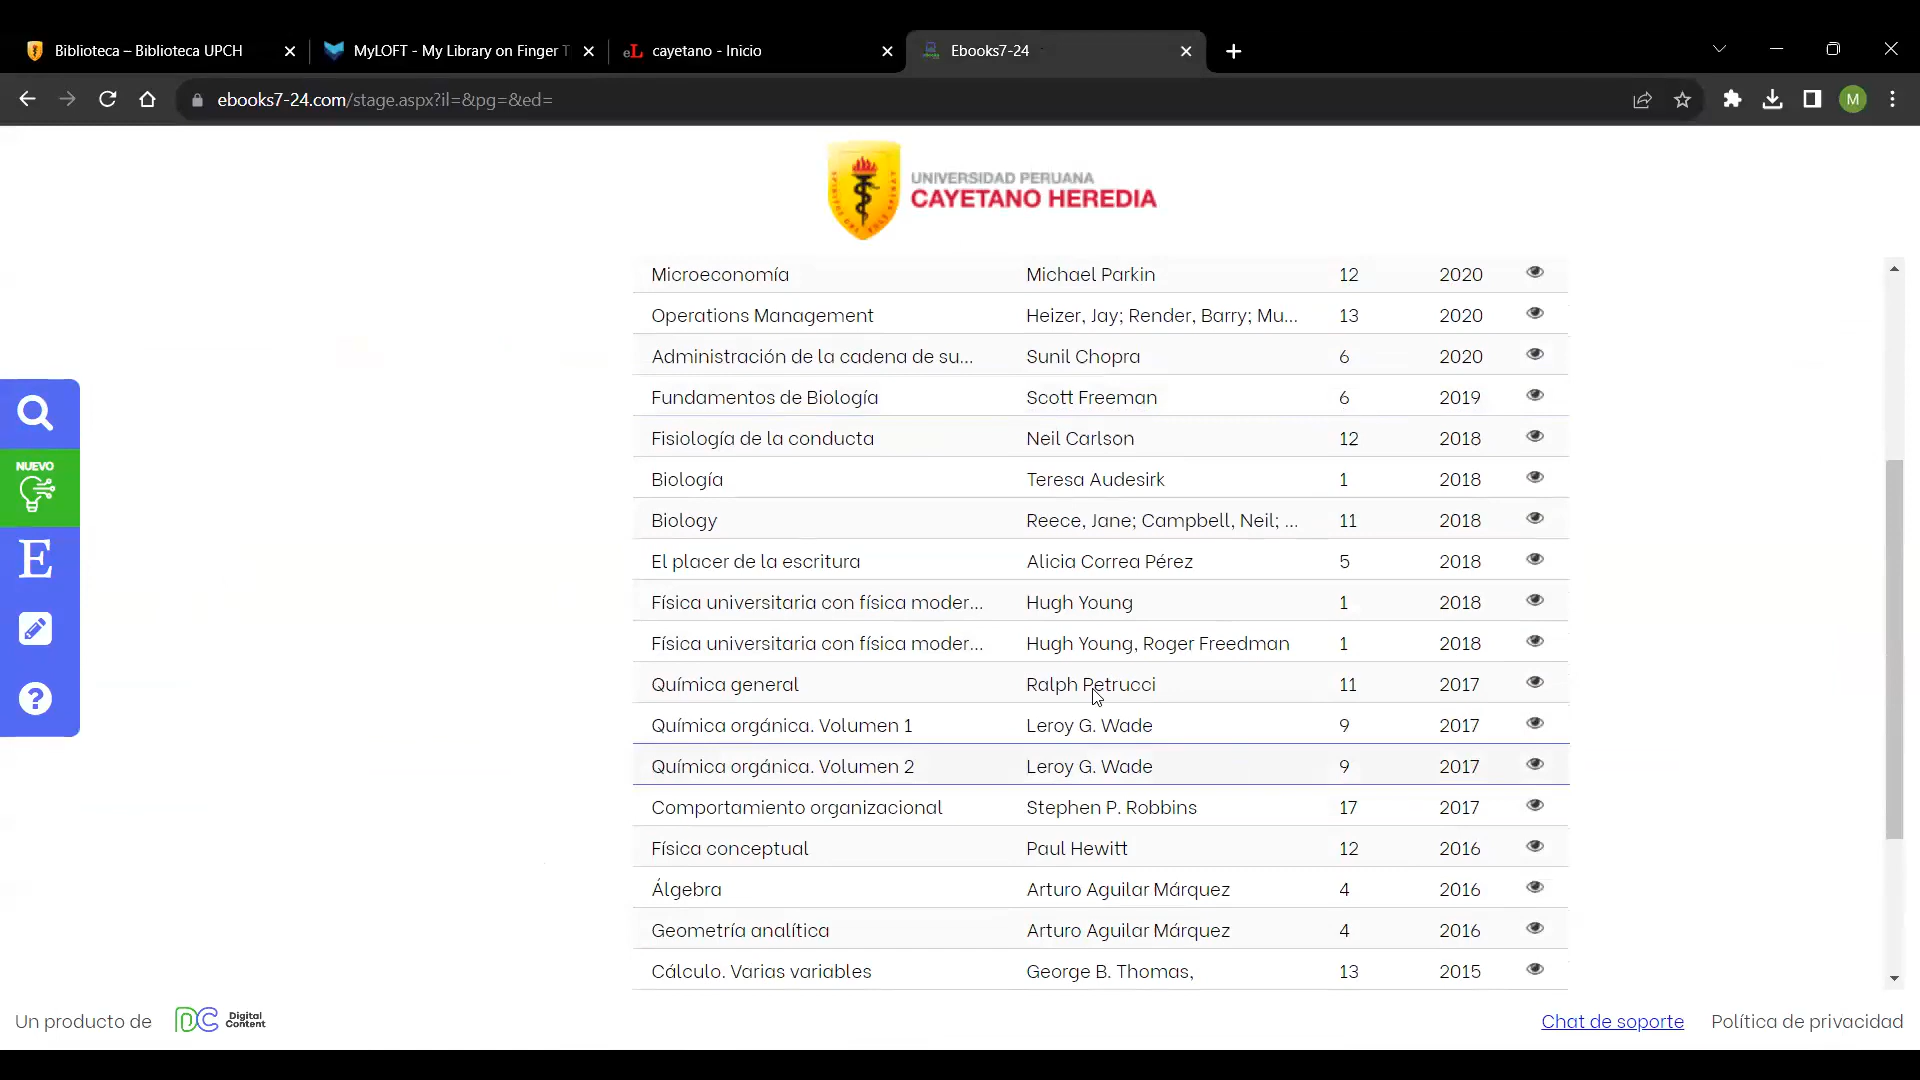 Biblioteca – Biblioteca UPCH
MyLOFT - My Library on Finger T
eL cayetano - Inicio
Ebooks7-24
ebooks7-24.com/stage.aspx?il=&pg=&ed=
M
UNIVERSIDAD PERUANA
CAYETANO HEREDIA
Microeconomía Michael Parkin 12 2020
Operations Management Heizer, Jay; Render, Barry; Mu... 13 2020
Administración de la cadena de su... Sunil Chopra 6 2020
Fundamentos de Biología Scott Freeman 6 2019
Fisiología de la conducta Neil Carlson 12 2018
Biología Teresa Audesirk 1 2018
Biology Reece, Jane; Campbell, Neil; ... 11 2018
El placer de la escritura Alicia Correa Pérez 5 2018
Física universitaria con física moder... Hugh Young 1 2018
Física universitaria con física moder... Hugh Young, Roger Freedman 1 2018
Química general Ralph Petrucci 11 2017
Química orgánica. Volumen 1 Leroy G. Wade 9 2017
Química orgánica. Volumen 2 Leroy G. Wade 9 2017
Comportamiento organizacional Stephen P. Robbins 17 2017
Física conceptual Paul Hewitt 12 2016
Álgebra Arturo Aguilar Márquez 4 2016
Geometría analítica Arturo Aguilar Márquez 4 2016
Cálculo. Varias variables George B. Thomas, 13 2015
NUEVO
E
?
Un producto de DC Digital
Content
Chat de soporte
Política de privacidad